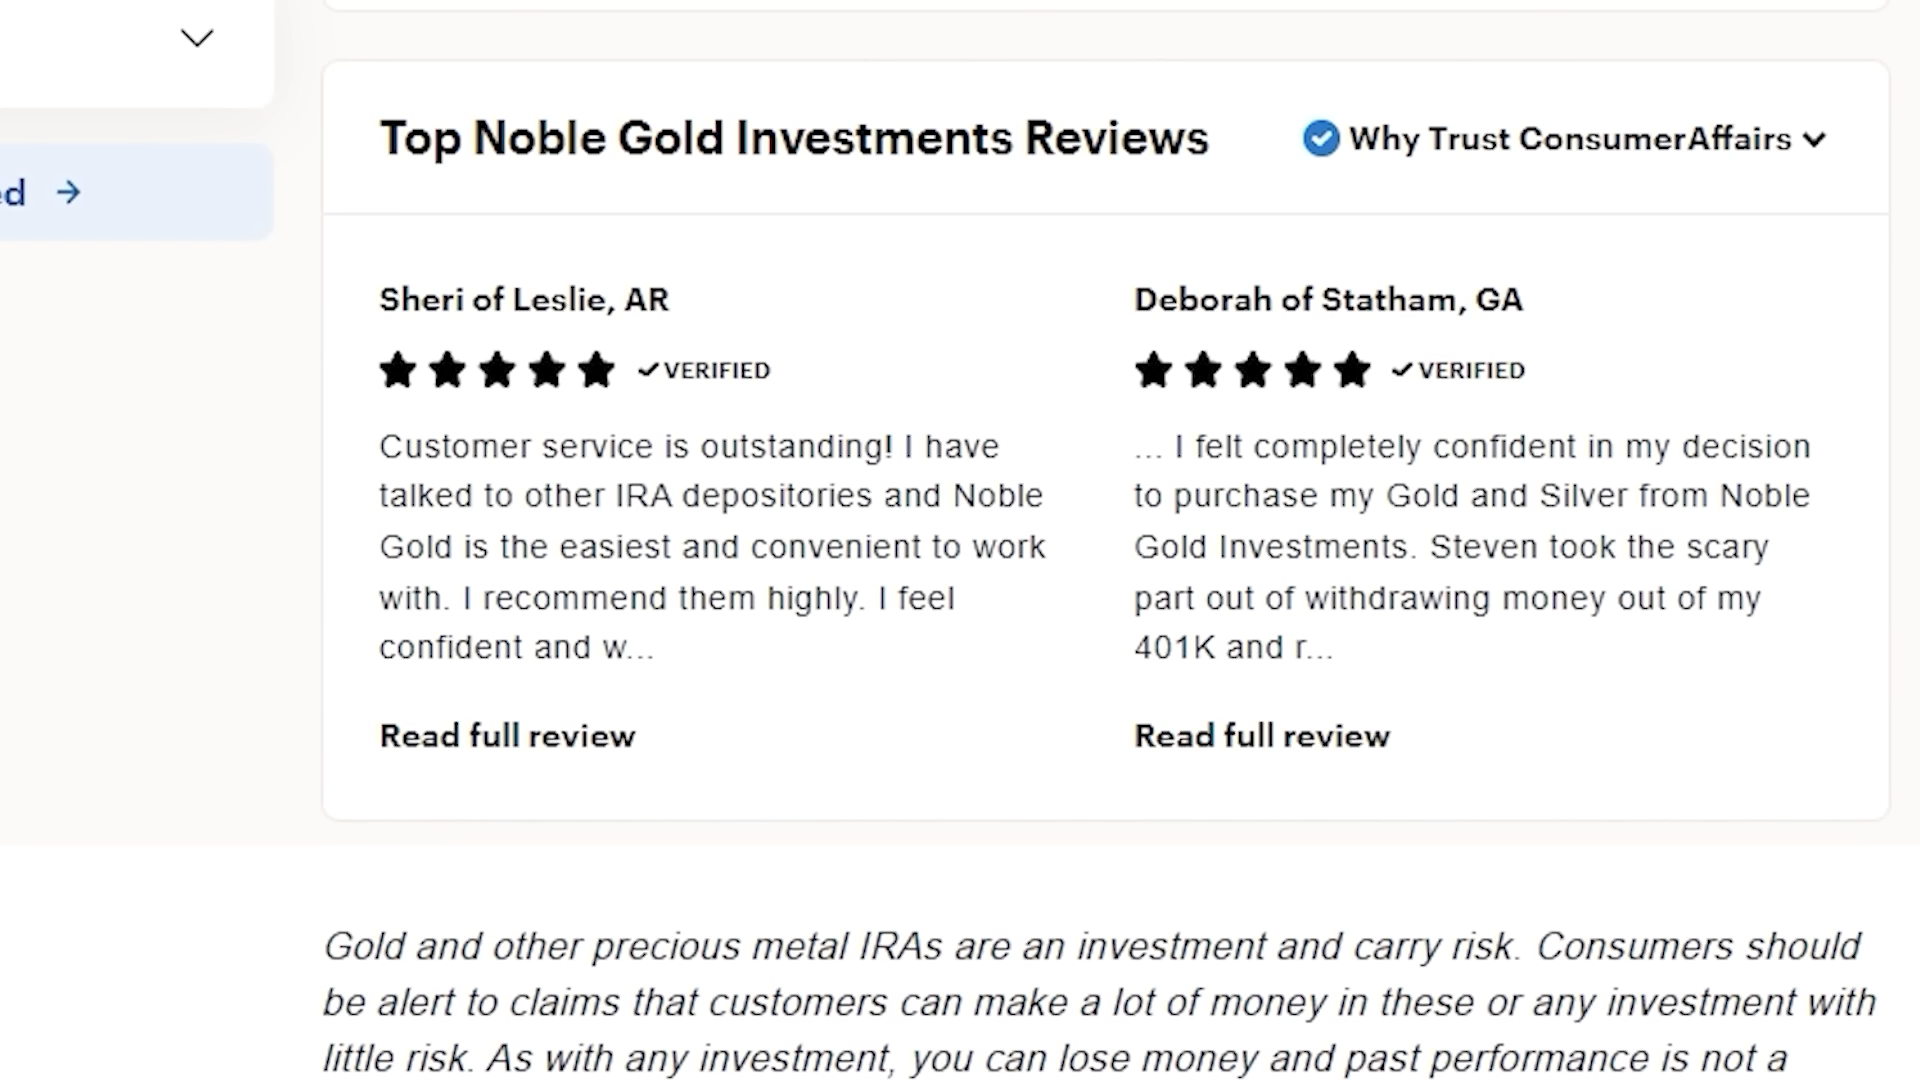 ed →
Top Noble Gold Investments Reviews
Why Trust ConsumerAffairs
Sheri of Leslie, AR
VERIFIED
Customer service is outstanding! I have
talked to other IRA depositories and Noble
Gold is the easiest and convenient to work
with. I recommend them highly. I feel
confident and w...
Read full review
Deborah of Statham, GA
VERIFIED
... I felt completely confident in my decision
to purchase my Gold and Silver from Noble
Gold Investments. Steven took the scary
part out of withdrawing money out of my
401K and r...
Read full review
Gold and other precious metal IRAs are an investment and carry risk. Consumers should
be alert to claims that customers can make a lot of money in these or any investment with
little risk. As with any investment, you can lose money and past performance is not a